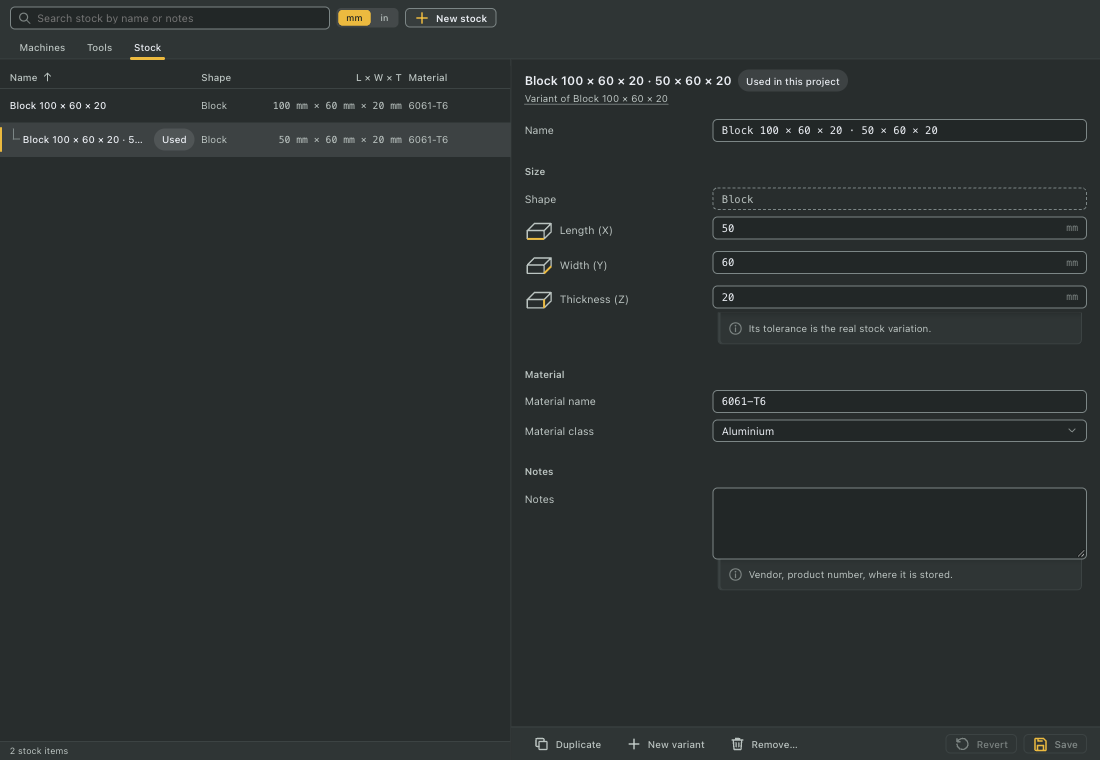 Search stock by name or notes
mm in
New stock
Machines Tools Stock
Name ↑ Shape L × W × T Material
Block 100 × 60 × 20 Block 100 mm × 60 mm × 20 mm 6061-T6
Block 100 × 60 × 20 · 5... Used Block 50 mm × 60 mm × 20 mm 6061-T6
2 stock items
Block 100 × 60 × 20 · 50 × 60 × 20 Used in this project
Variant of Block 100 × 60 × 20
Name Block 100 × 60 × 20 · 50 × 60 × 20
Size
Shape Block
Length (X) 50 mm
Width (Y) 60 mm
Thickness (Z) 20 mm
Its tolerance is the real stock variation.
Material
Material name 6061-T6
Material class Aluminium
Notes
Notes
Vendor, product number, where it is stored.
Duplicate New variant Remove... Revert Save